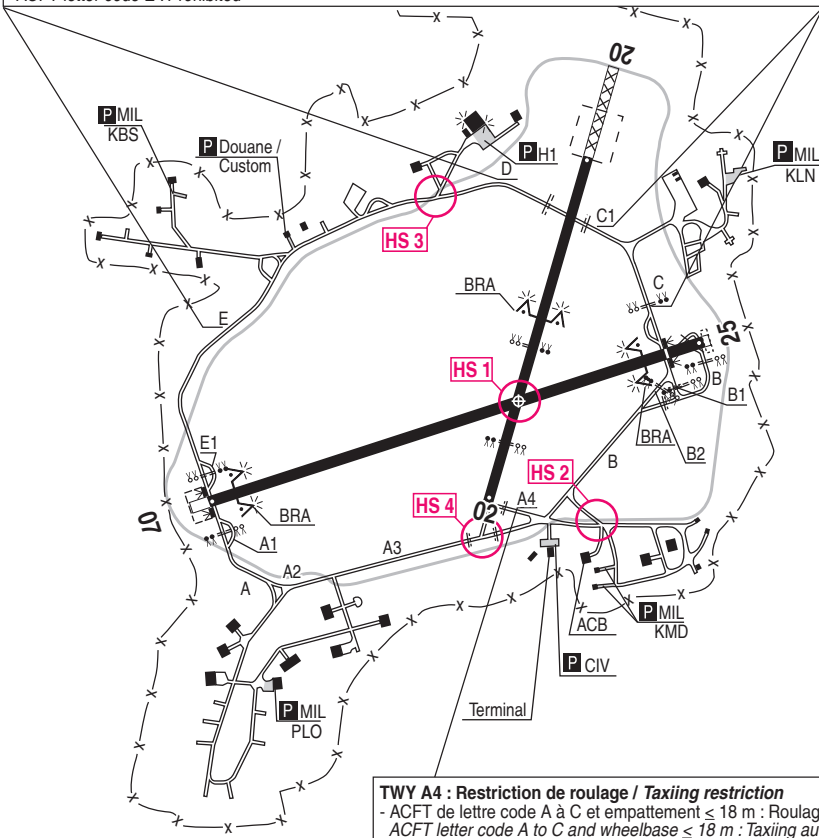 20
P MIL
KBS
P Douane /
Custom
P H1
D
P MIL
KLN
C1
HS 3
BRA
C
E
25
HS 1
B
B1
BRA
B2
E1
B
HS 2
07
BRA
HS 4
02
A4
A1
A3
A2
A
ACB
P MIL
KMD
P CIV
P MIL
PLO
Terminal
TWY A4 : Restriction de roulage / Taxiing restriction
- ACFT de lettre code A à C et empattement ≤ 18 m : Roulag
ACFT letter code A to C and wheelbase ≤ 18 m : Taxiing au